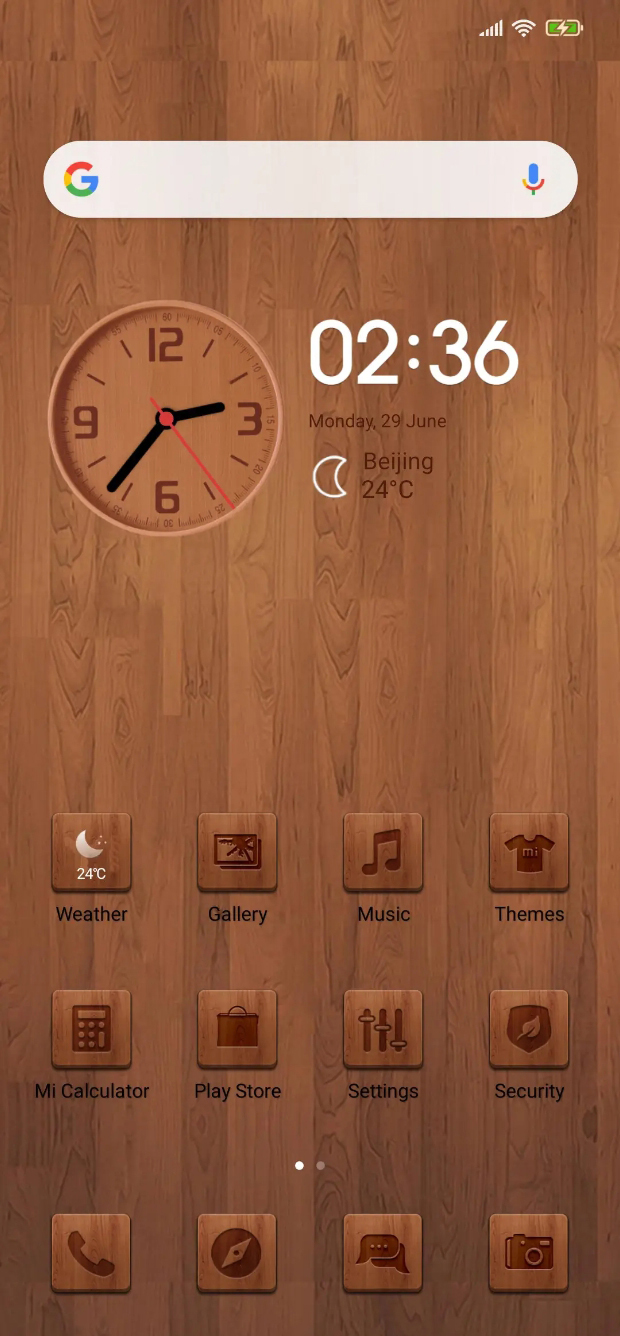 12
3
6
9
02:36
Monday, 29 June
Beijing
24°C
24°C
Weather
Gallery
Music
mi
Themes
Mi Calculator
Play Store
Settings
Security